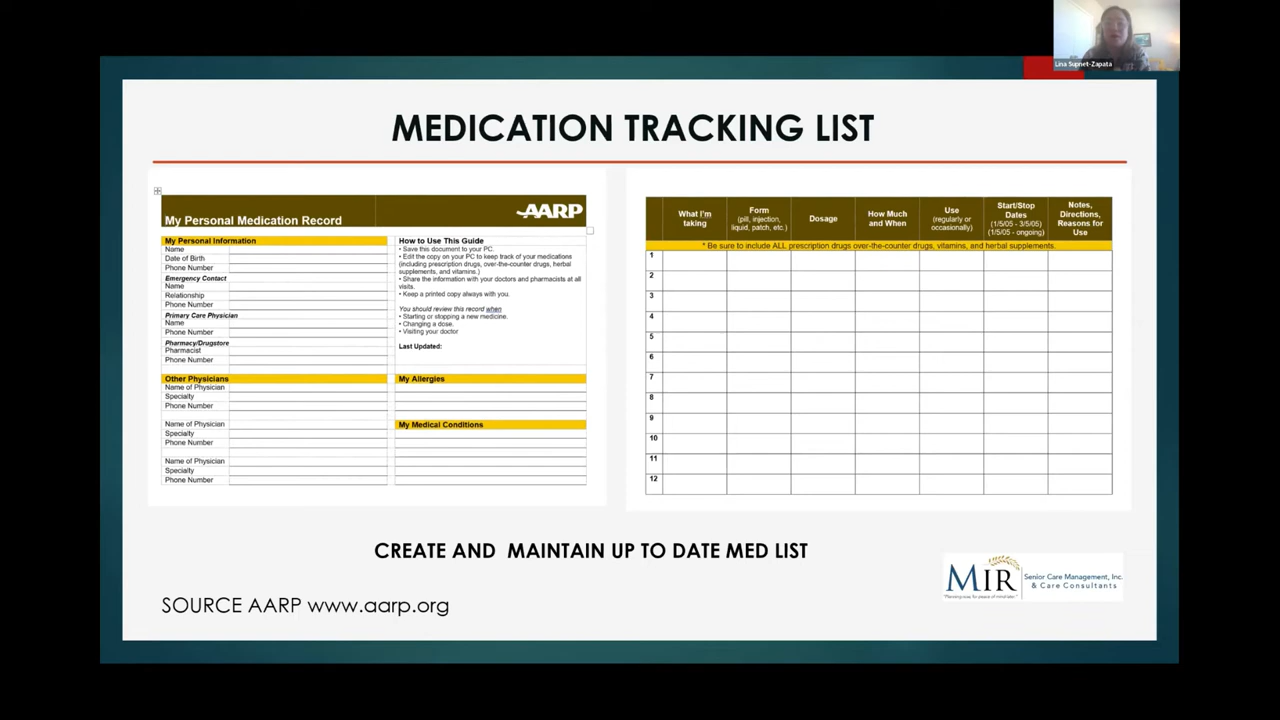 Lina Supnet-Zapata
MEDICATION TRACKING LIST
My Personal Medication Record
AARP
My Personal Information
Name
Date of Birth
Phone Number
Emergency Contact
Name
Relationship
Phone Number
Primary Care Physician
Name
Phone Number
Pharmacy/Drugstore
Pharmacist
Phone Number
How to Use This Guide
• Save this document to your PC.
• Edit the copy on your PC to keep track of your medications
(including prescription drugs, over-the-counter drugs, herbal
supplements, and vitamins.)
• Share the information with your doctors and pharmacists at all
visits.
• Keep a printed copy always with you.
You should review this record when
• Starting or stopping a new medicine.
• Changing a dose.
• Visiting your doctor
Last Updated:
Other Physicians
Name of Physician
Specialty
Phone Number
Name of Physician
Specialty
Phone Number
Name of Physician
Specialty
Phone Number
My Allergies
My Medical Conditions
What I'm
taking
Form
(pill, injection,
liquid, patch, etc.)
Dosage
How Much
and When
Use
(regularly or
occasionally)
Start/Stop
Dates
(1/5/05 - 3/5/05)
(1/5/05 - ongoing)
Notes,
Directions,
Reasons for
Use
* Be sure to include ALL prescription drugs over-the-counter drugs, vitamins, and herbal supplements.
1
2
3
4
5
6
7
8
9
10
11
12
CREATE AND  MAINTAIN UP TO DATE MED LIST
MIR
Senior Care Management, Inc.
& Care Consultants
"Planning now for peace of mind later."
SOURCE AARP www.aarp.org